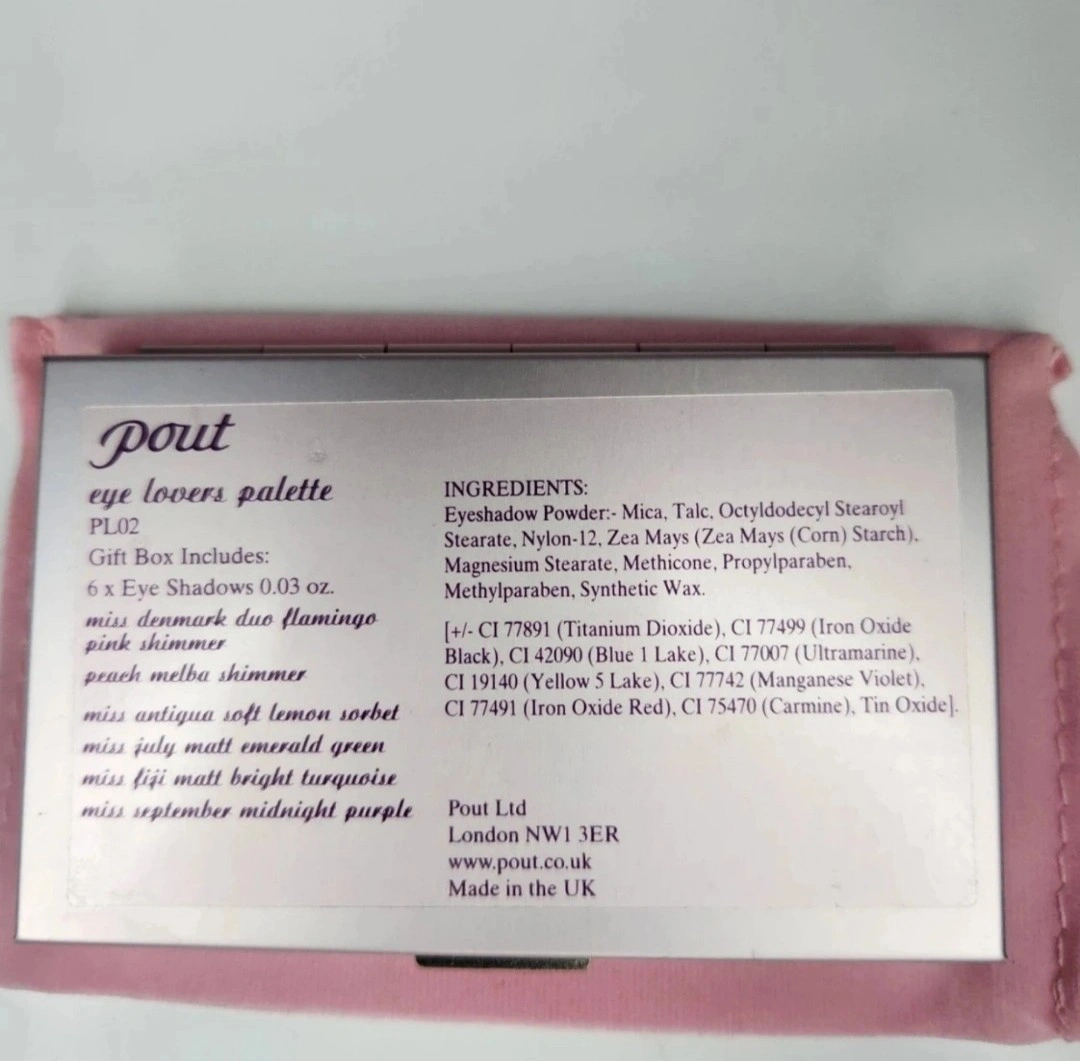 pout
eye lovers palette
PL02
Gift Box Includes:
6 x Eye Shadows 0.03 oz.
miss denmark duo flamingo
pink shimmer
peach melba shimmer
miss antigua soft lemon sorbet
miss july matt emerald green
miss fiji matt bright turquoise
miss september midnight purple
INGREDIENTS:
Eyeshadow Powder:- Mica, Talc, Octyldodecyl Stearoyl
Stearate, Nylon-12, Zea Mays (Zea Mays (Corn) Starch),
Magnesium Stearate, Methicone, Propylparaben,
Methylparaben, Synthetic Wax.
[+/- CI 77891 (Titanium Dioxide), CI 77499 (Iron Oxide
Black), CI 42090 (Blue 1 Lake), CI 77007 (Ultramarine),
CI 19140 (Yellow 5 Lake), CI 77742 (Manganese Violet),
CI 77491 (Iron Oxide Red), CI 75470 (Carmine), Tin Oxide].
Pout Ltd
London NW1 3ER
www.pout.co.uk
Made in the UK